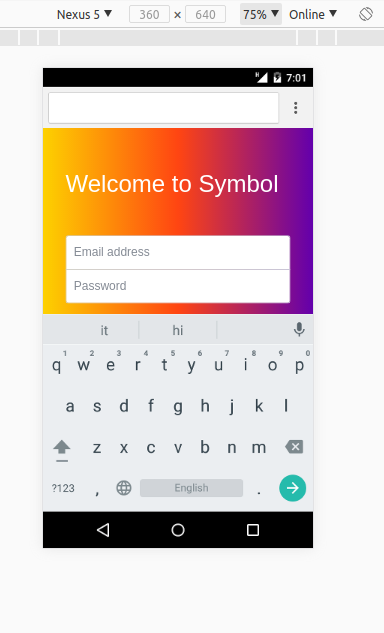 Nexus 5 360 × 640 75% Online
H 7:01
Welcome to Symbol
Email address
Password
it hi
1 2 3 4 5 6 7 8 9 0
q w e r t y u i o p
a s d f g h j k l
z x c v b n m
?123 , English .